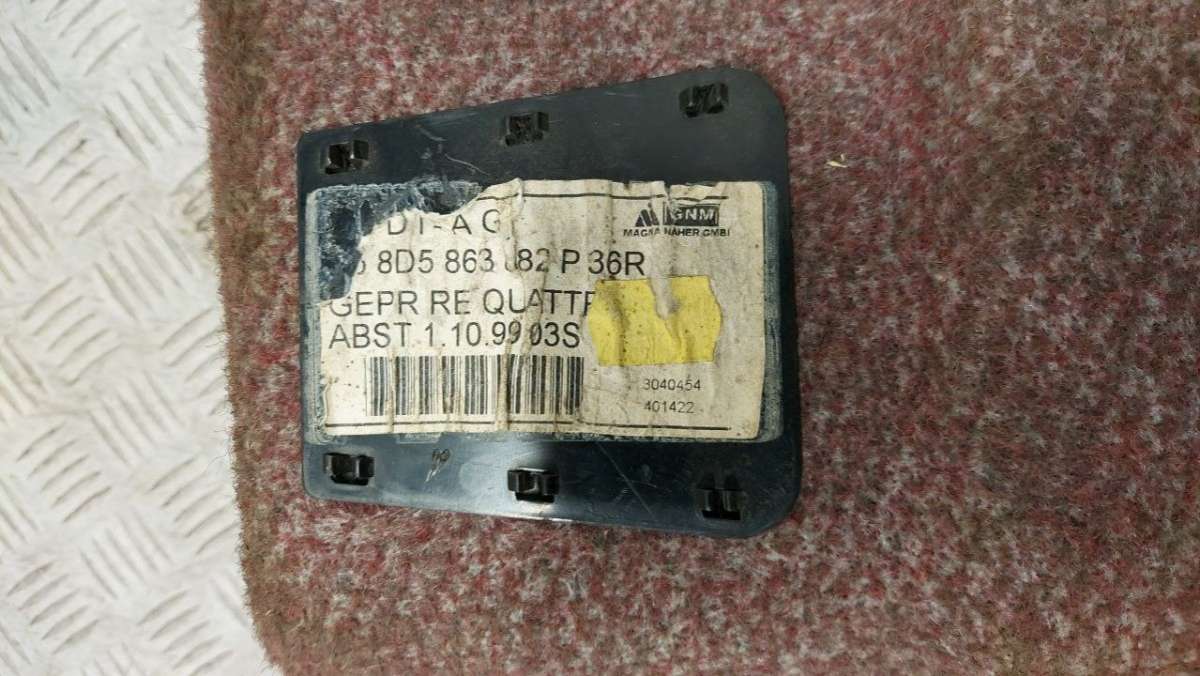 DI-AG
GNM
MAGNA NAHER GMBH
8D5 863 82 P 36R
GEPR RE QUATTR
ABST. 1.10.99 03S
3040454
401422